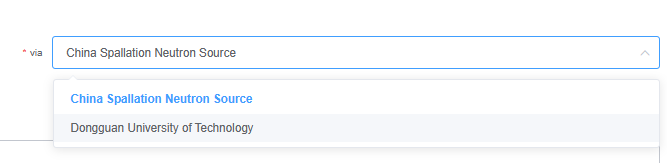 * via China Spallation Neutron Source
China Spallation Neutron Source
Dongguan University of Technology